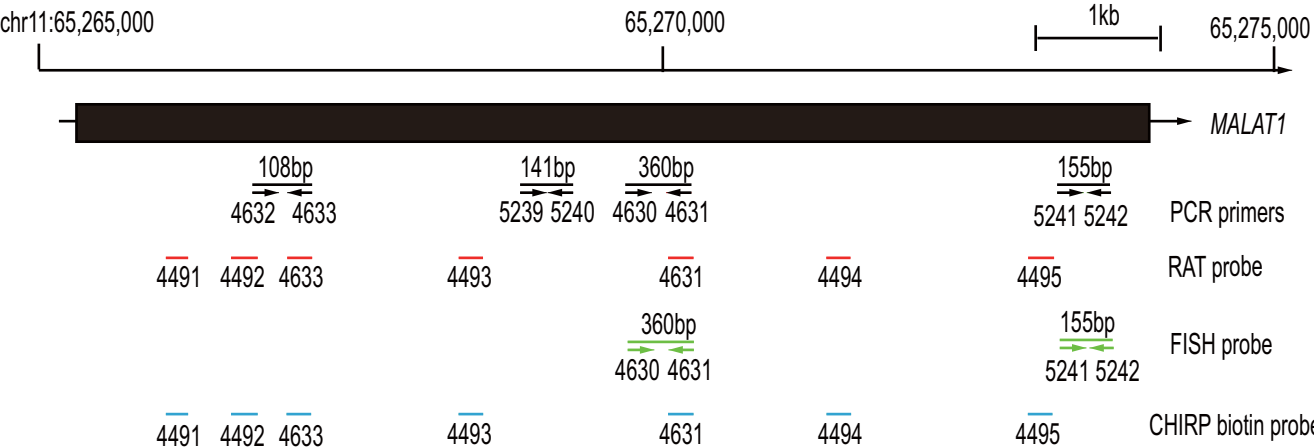 chr11:65,265,000 65,270,000 1kb 65,275,000
MALAT1
108bp 141bp 360bp 155bp
4632 4633 5239 5240 4630 4631 5241 5242 PCR primers
4491 4492 4633 4493 4631 4494 4495 RAT probe
360bp 155bp
4630 4631 5241 5242 FISH probe
4491 4492 4633 4493 4631 4494 4495 CHIRP biotin probe